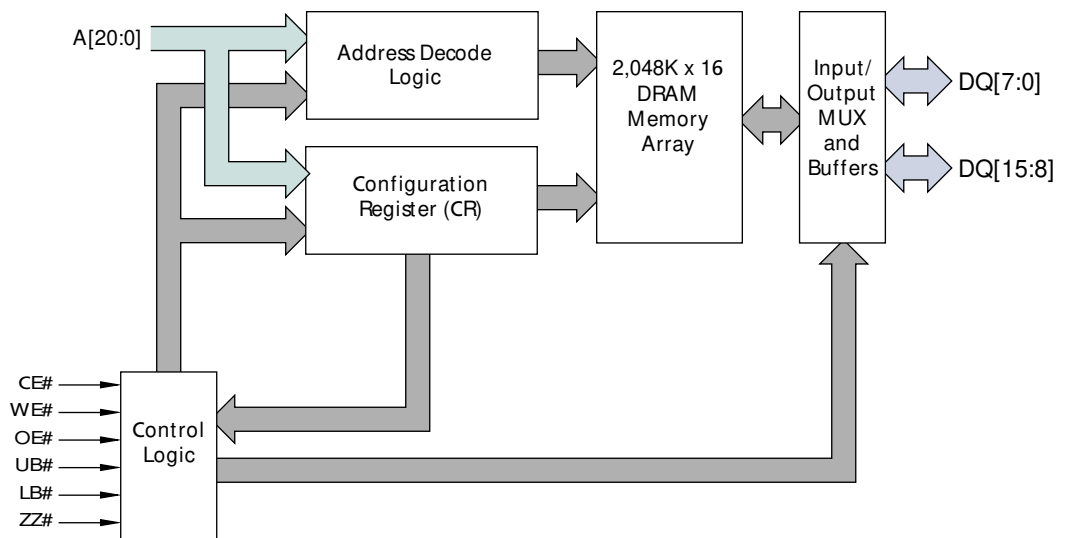 A[20:0]
Address Decode
Logic
2,048K x 16
DRAM
Memory
Array
Input/
Output
MUX
and
Buffers
DQ[7:0]
DQ[15:8]
Configuration
Register (CR)
CE#
WE#
OE#
UB#
LB#
ZZ#
Control
Logic